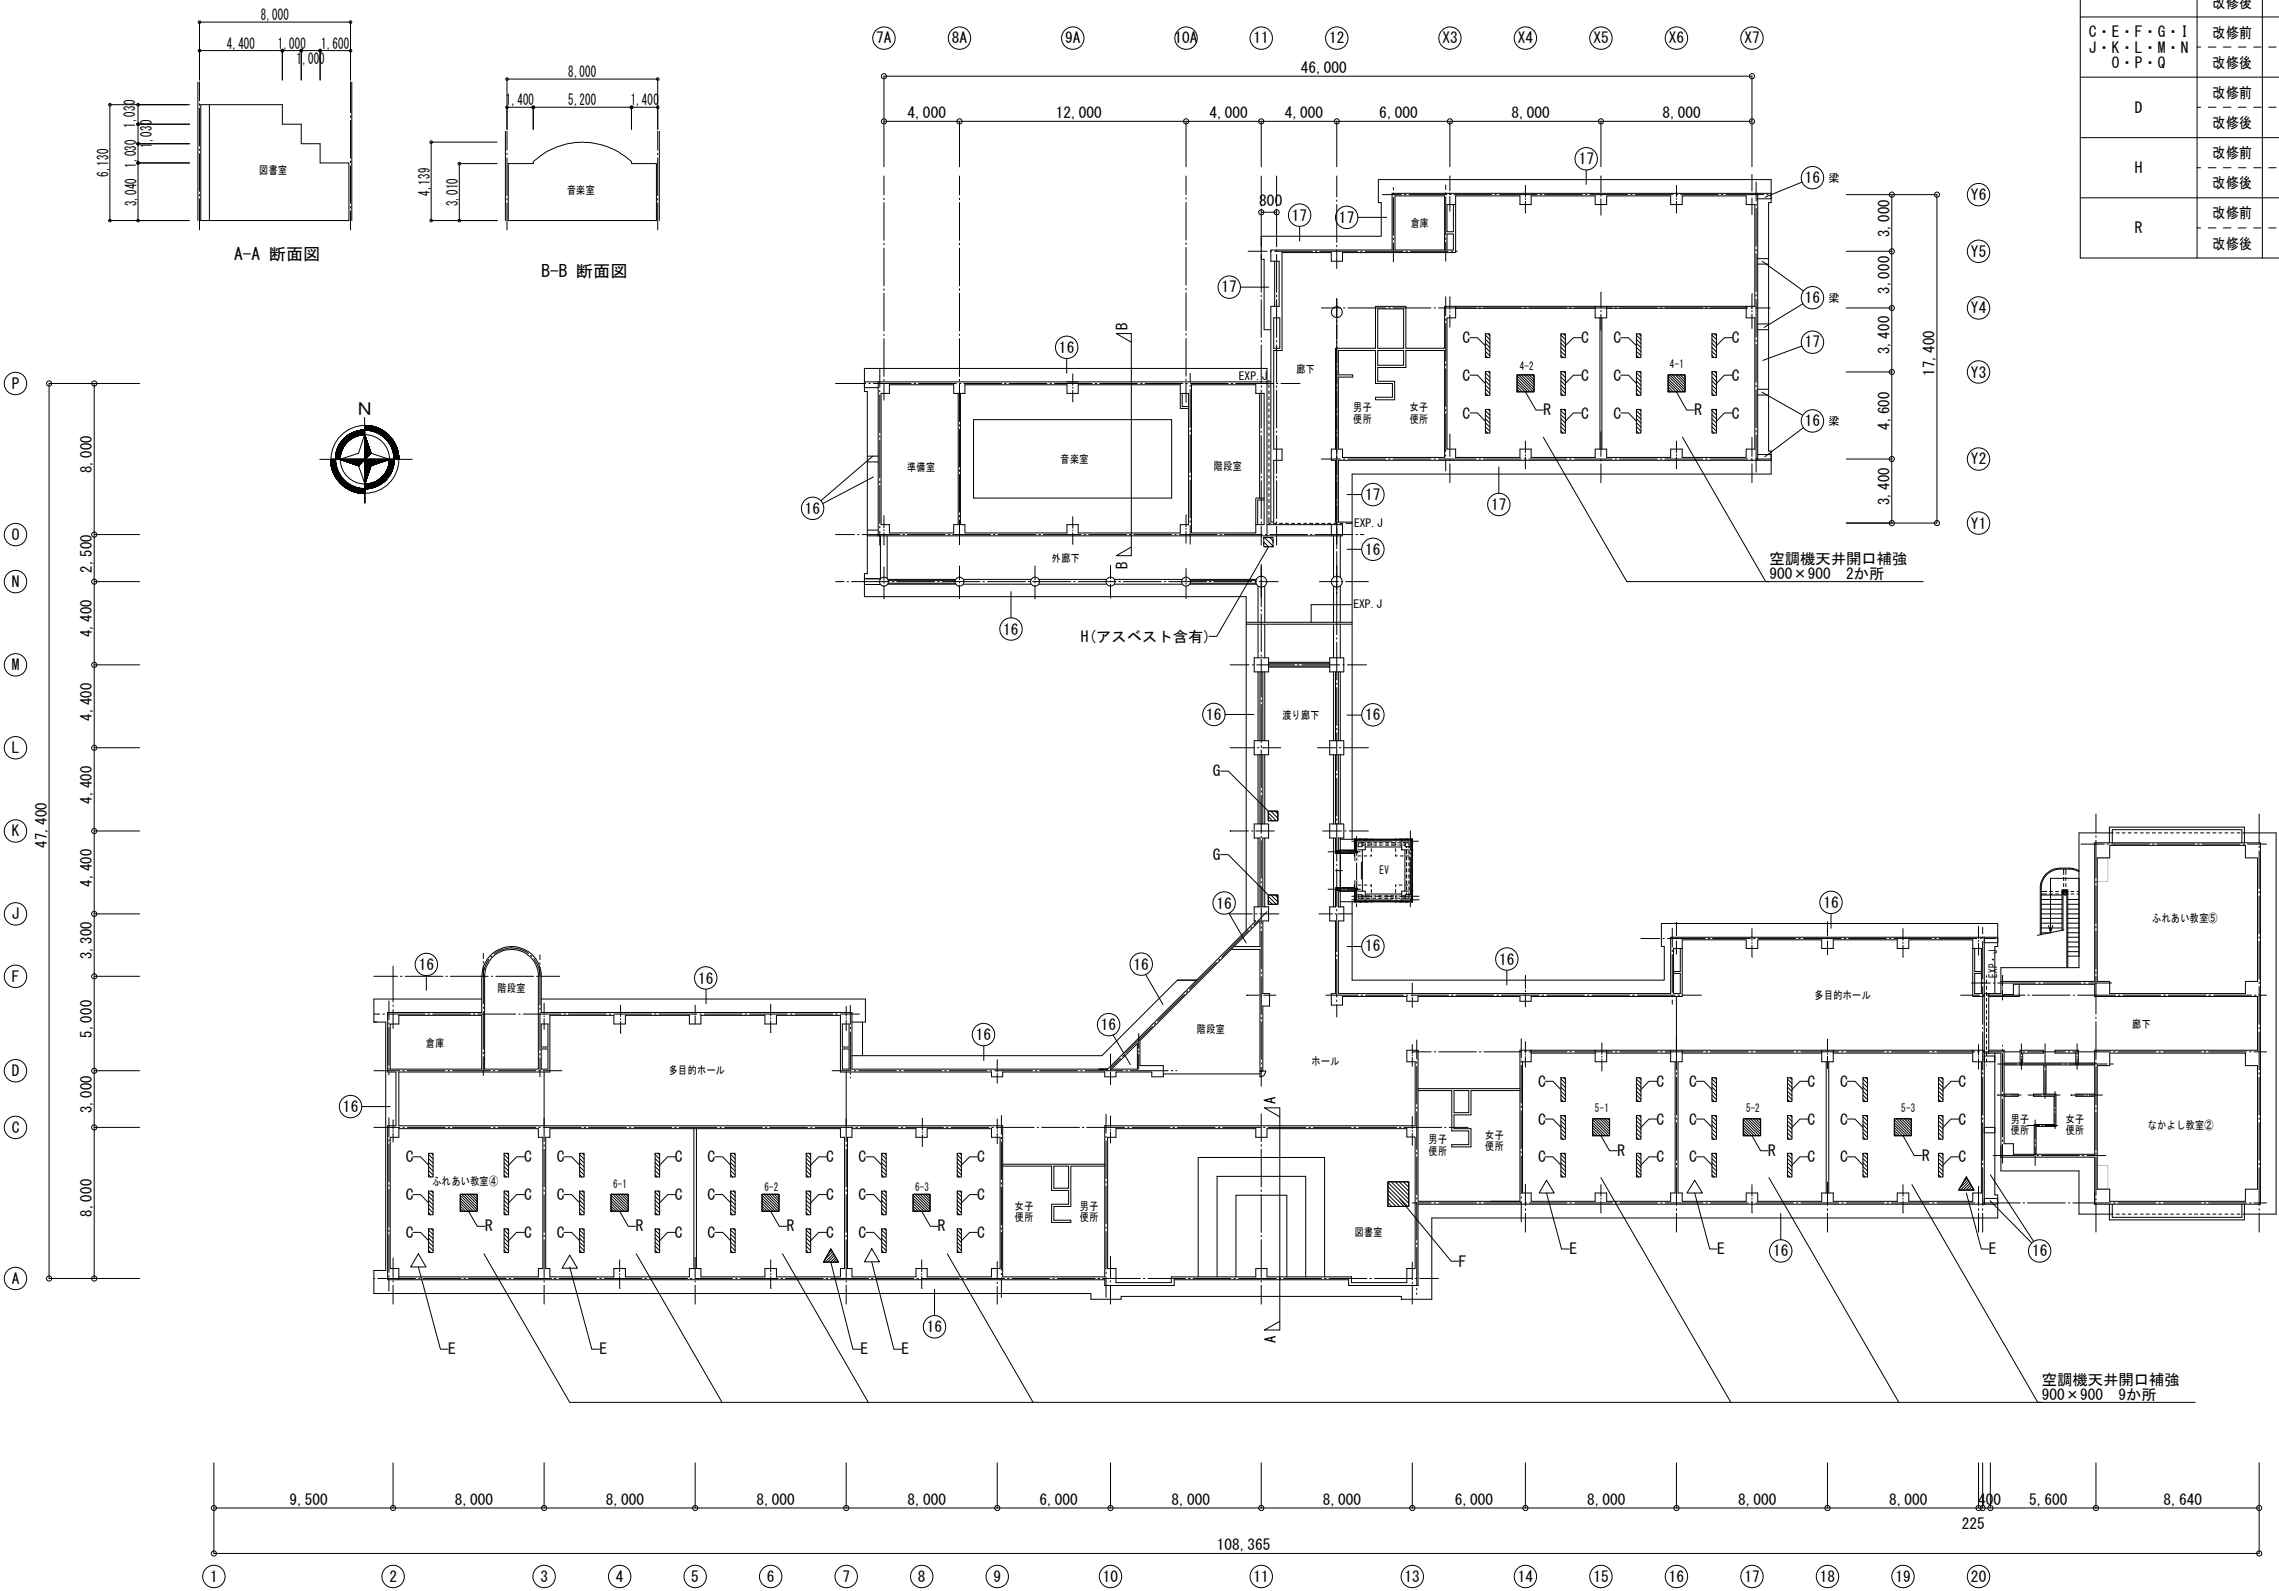 8,000
4,400
1,000
1,600
1,000
1,030
1,030
1,030
6,130
3,040
図書室
A-A 断面図
8,000
1,400
5,200
1,400
4,139
3,010
音楽室
B-B 断面図
7A
8A
9A
10A
11
12
X3
X4
X5
X6
X7
46,000
4,000
12,000
4,000
4,000
6,000
8,000
8,000
改修後
C・E・F・G・I
J・K・L・M・N
O・P・Q
改修前
改修後
D
改修前
改修後
H
改修前
改修後
R
改修前
改修後
17
16 梁
Y6
800
17
17
倉庫
3,000
Y5
17
3,000
16 梁
Y4
B
16
EXP.J
廊下
C
C
C
C
4-2
4-1
3,400
17
17,400
Y3
C
C
C
C
R
R
男子
便所
女子
便所
C
C
C
C
4,600
16 梁
準備室
音楽室
階段室
Y2
16
17
17
3,400
EXP.J
Y1
外廊下
B
16
空調機天井開口補強
900×900 2か所
EXP.J
16
H(アスベスト含有)
N
P
8,000
O
2,500
N
4,400
M
4,400
L
4,400
47,400
K
4,400
J
3,300
F
5,000
D
3,000
C
8,000
A
16
渡り廊下
16
G
G
EV
16
16
16
16
16
16
16
16
ふれあい教室⑤
EXP.J
多目的ホール
廊下
階段室
倉庫
多目的ホール
16
16
階段室
ホール
16
A
C
C
C
C
C
C
5-1
5-2
5-3
C
C
C
C
C
C
R
R
R
C
C
C
C
C
C
男子
便所
女子
便所
男子
便所
女子
便所
なかよし教室②
C
C
C
C
C
C
C
C
ふれあい教室④
6-1
6-2
6-3
C
C
C
C
C
C
C
C
R
R
R
R
C
C
C
C
C
C
C
C
女子
便所
男子
便所
図書室
F
E
E
16
E
16
16
A
E
E
E
E
空調機天井開口補強
900×900 9か所
9,500
8,000
8,000
8,000
8,000
6,000
8,000
8,000
6,000
8,000
8,000
8,000
400
5,600
8,640
225
108,365
1
2
3
4
5
6
7
8
9
10
11
13
14
15
16
17
18
19
20